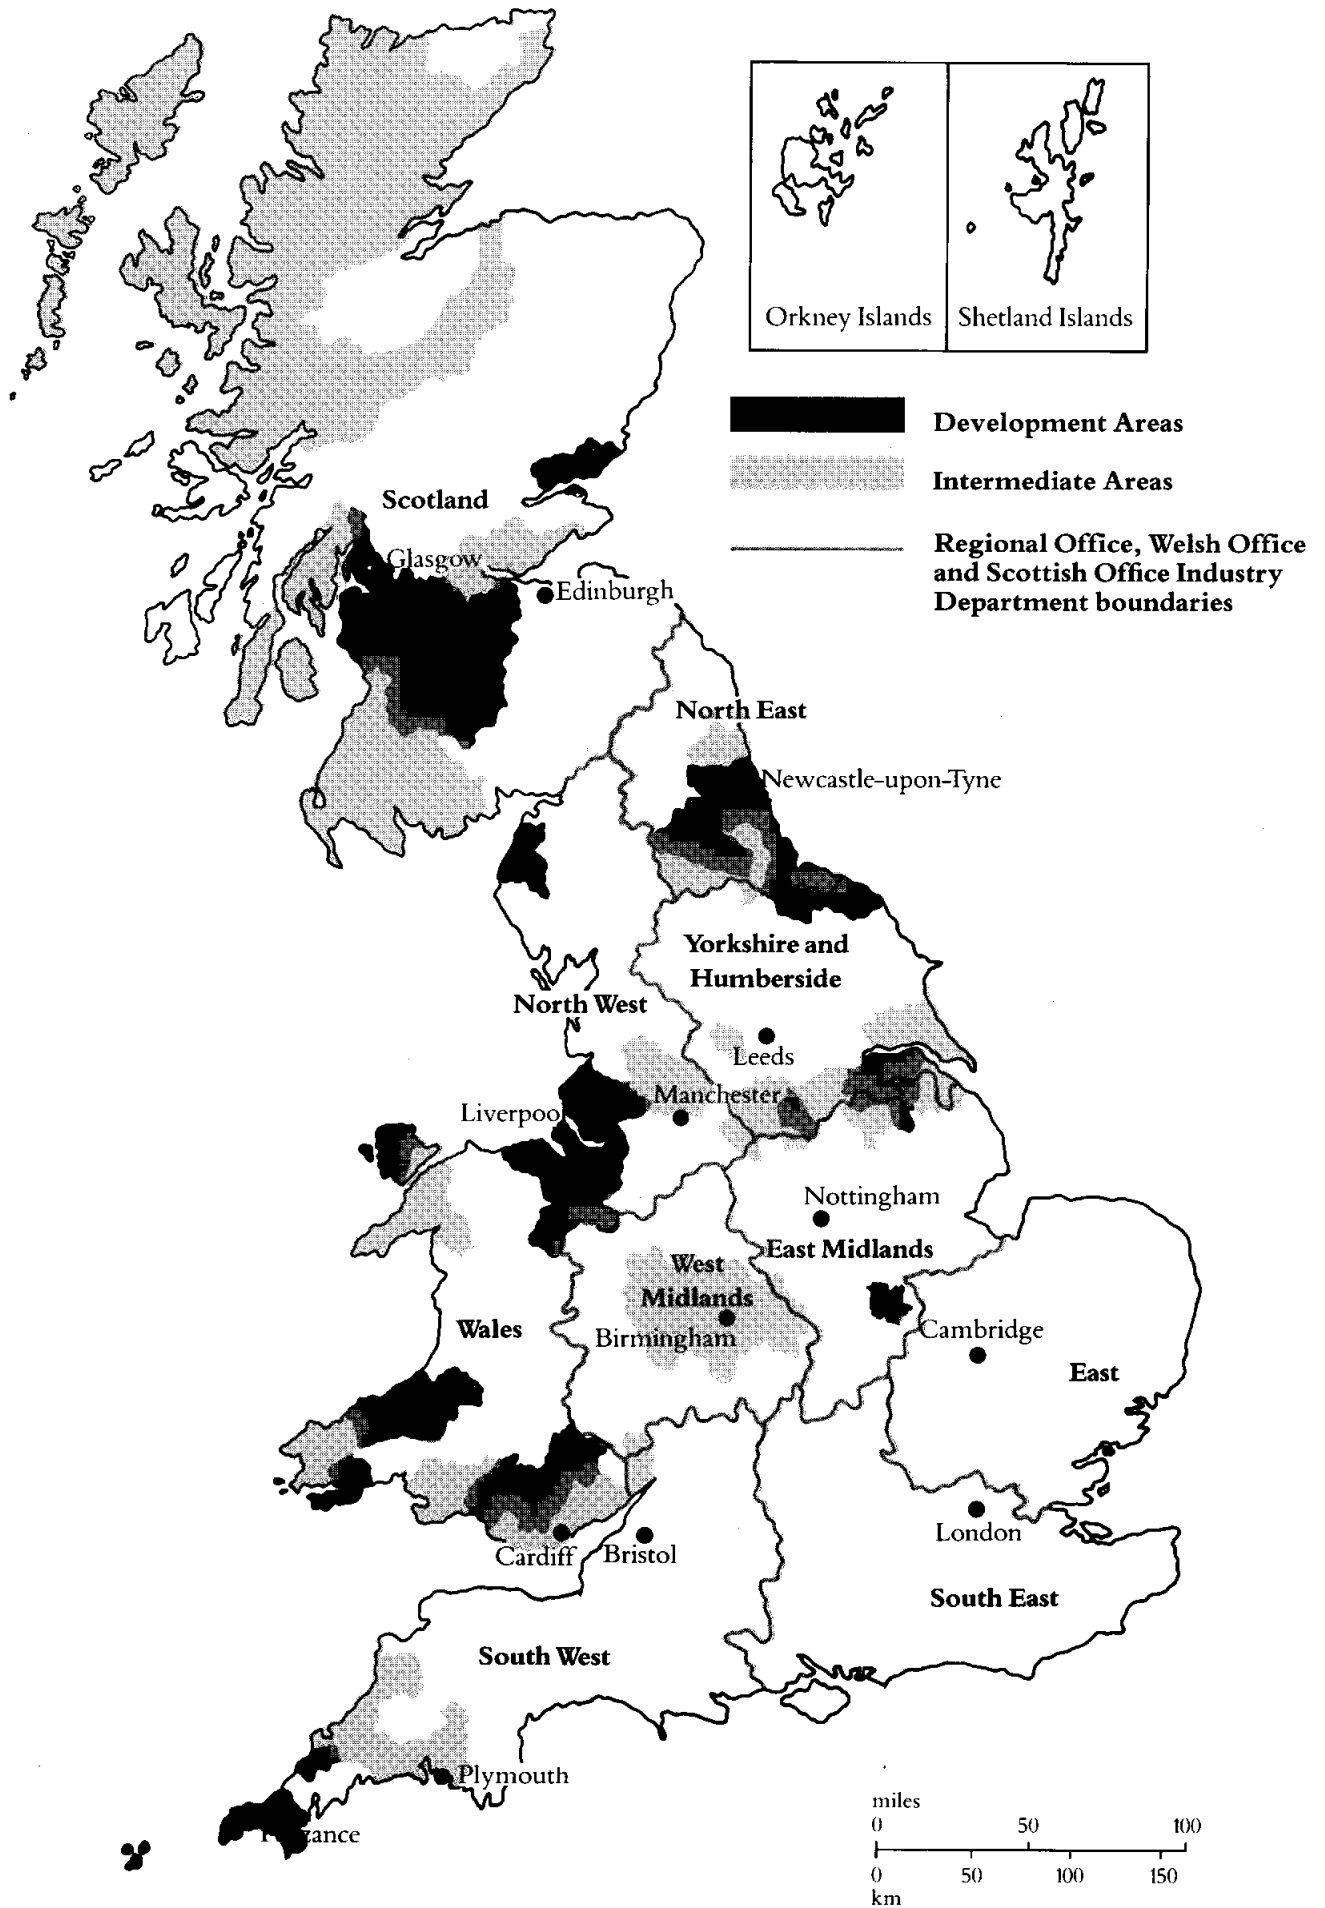 Orkney Islands
Shetland Islands
Development Areas
Intermediate Areas
Regional Office, Welsh Office
and Scottish Office Industry
Department boundaries
Scotland
Glasgow
Edinburgh
North East
Newcastle-upon-Tyne
Yorkshire and
Humberside
North West
Leeds
Manchester
Liverpool
Nottingham
East Midlands
West
Midlands
Birmingham
Wales
Cambridge
East
London
Cardiff
Bristol
South East
South West
Plymouth
miles
0 50 100
0 50 100 150
km